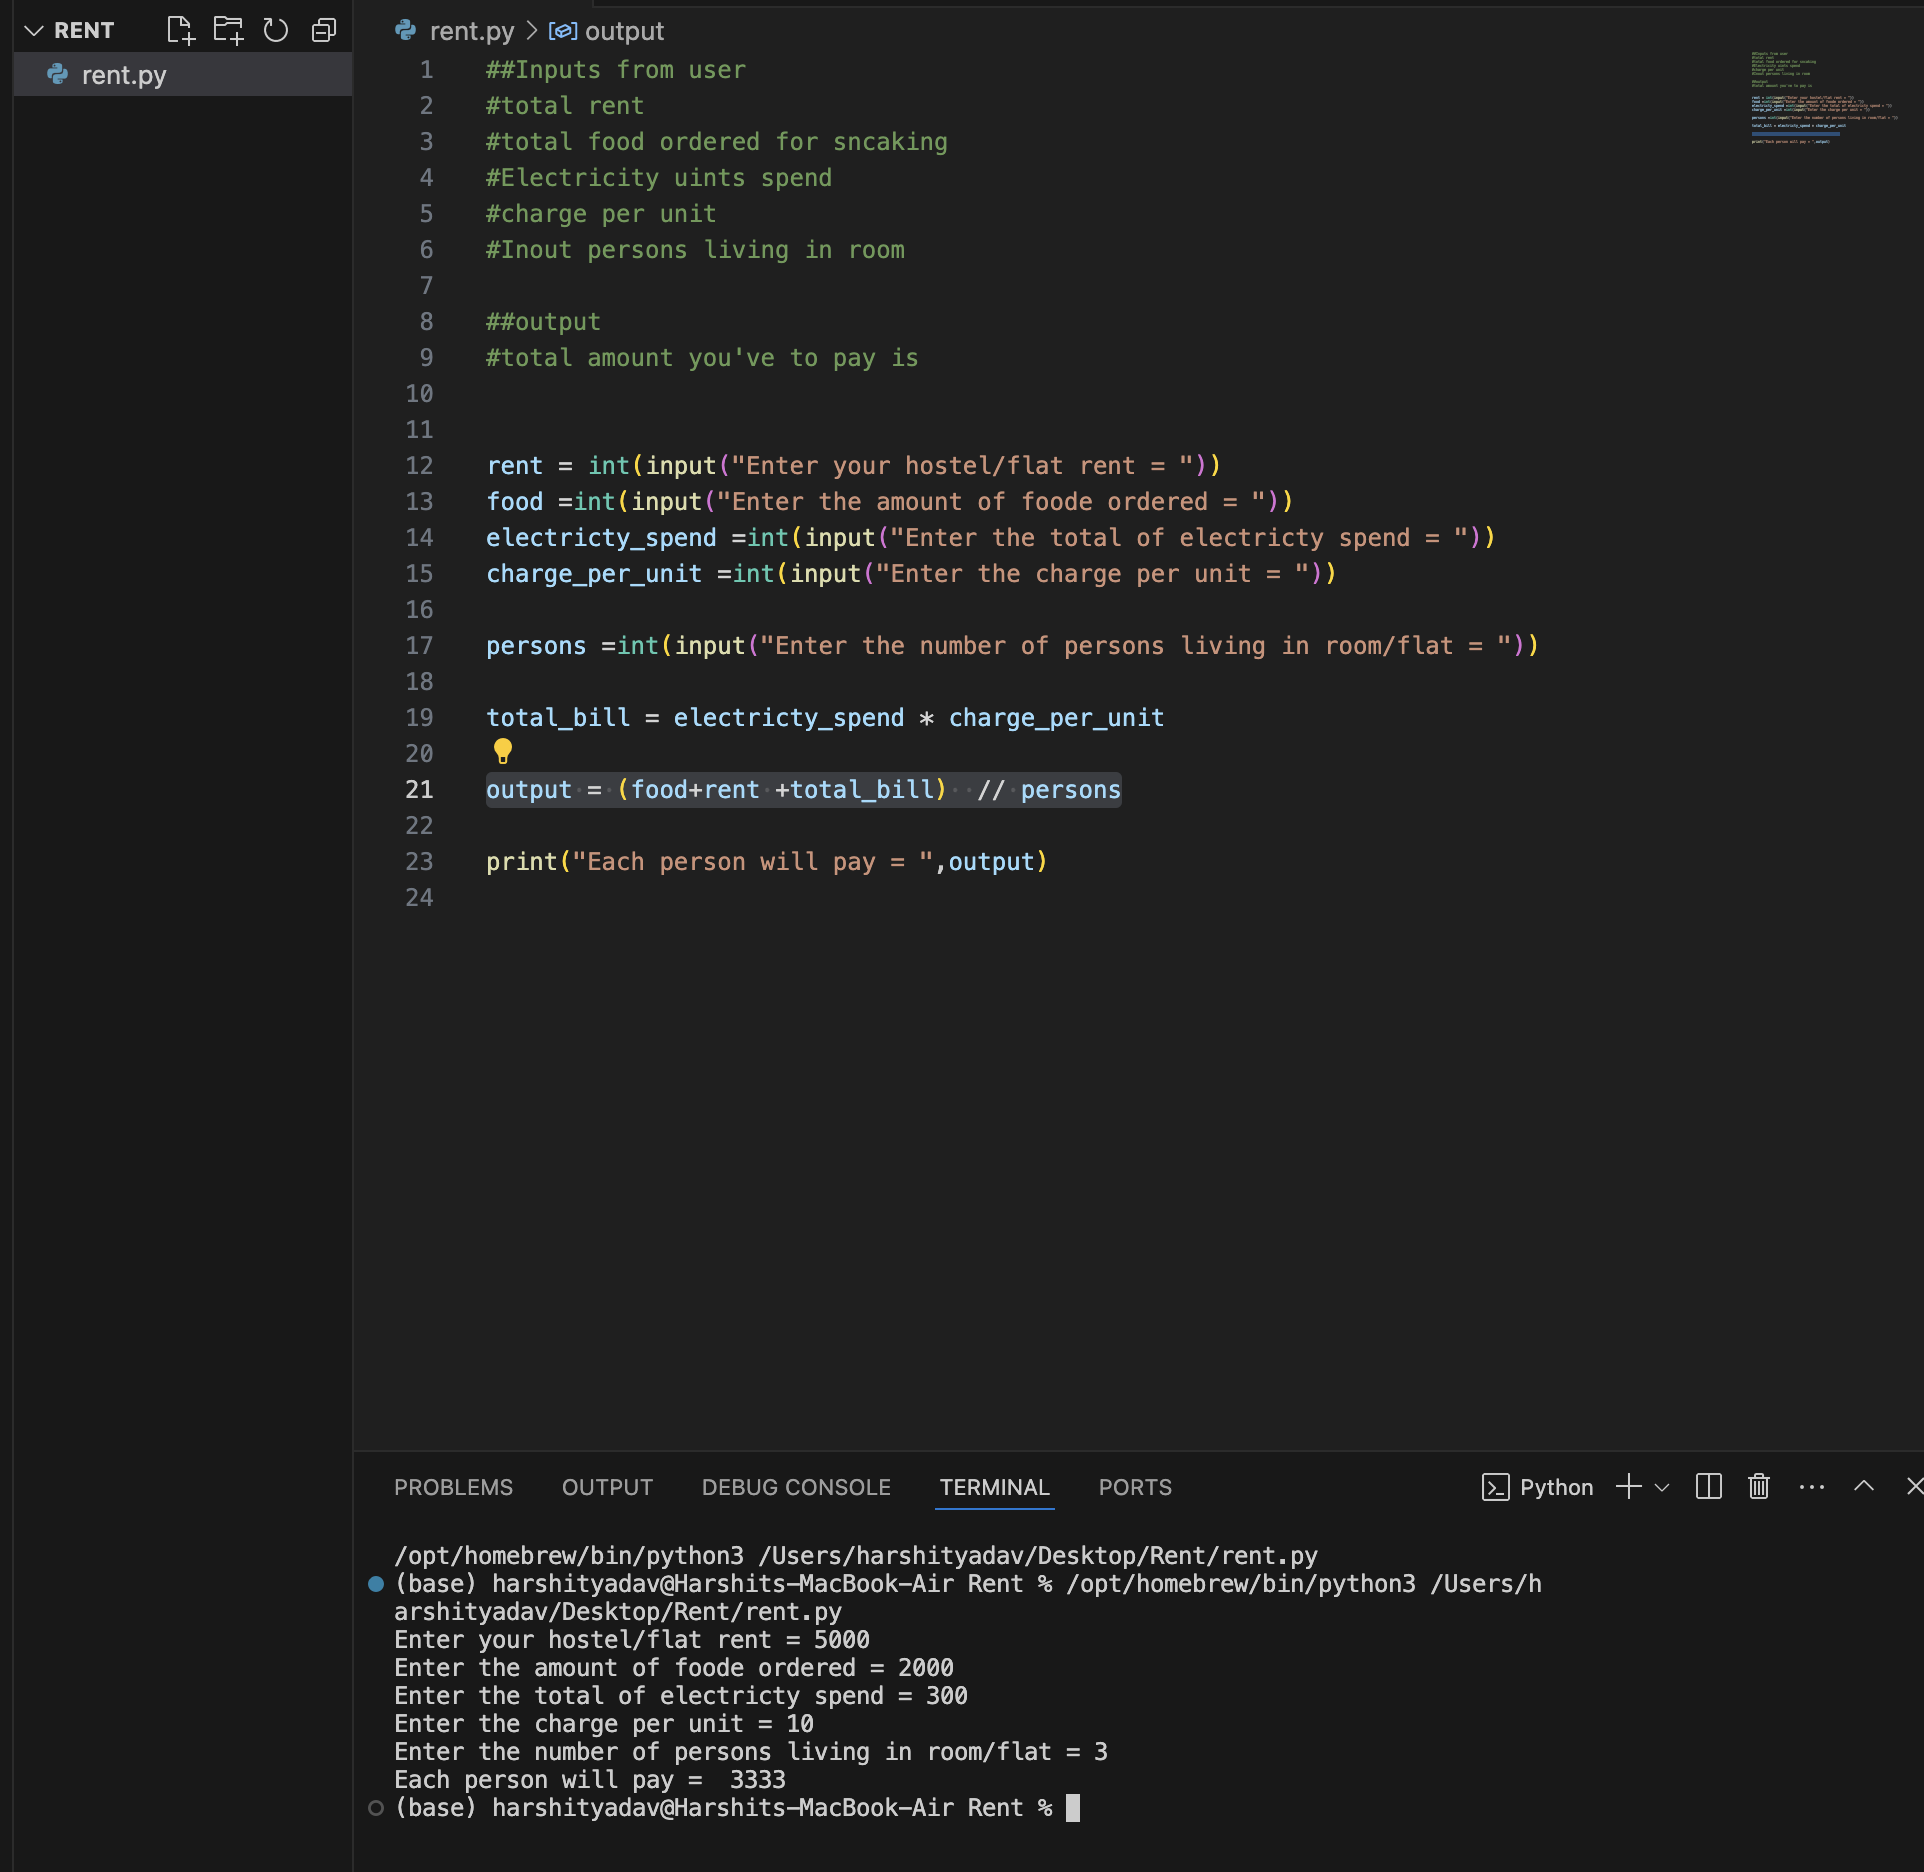 RENT
rent.py
rent.py > output
1 ##Inputs from user
2 #total rent
3 #total food ordered for sncaking
4 #Electricity uints spend
5 #charge per unit
6 #Inout persons living in room
7
8 ##output
9 #total amount you've to pay is
10
11
12 rent = int(input("Enter your hostel/flat rent = "))
13 food =int(input("Enter the amount of foode ordered = "))
14 electricty_spend =int(input("Enter the total of electricty spend = "))
15 charge_per_unit =int(input("Enter the charge per unit = "))
16
17 persons =int(input("Enter the number of persons living in room/flat = "))
18
19 total_bill = electricty_spend * charge_per_unit
20
21 output = (food+rent +total_bill)  // persons
22
23 print("Each person will pay = ",output)
24
PROBLEMS OUTPUT DEBUG CONSOLE TERMINAL PORTS Python
/opt/homebrew/bin/python3 /Users/harshityadav/Desktop/Rent/rent.py
(base) harshityadav@Harshits-MacBook-Air Rent % /opt/homebrew/bin/python3 /Users/h
arshityadav/Desktop/Rent/rent.py
Enter your hostel/flat rent = 5000
Enter the amount of foode ordered = 2000
Enter the total of electricty spend = 300
Enter the charge per unit = 10
Enter the number of persons living in room/flat = 3
Each person will pay =  3333
(base) harshityadav@Harshits-MacBook-Air Rent %